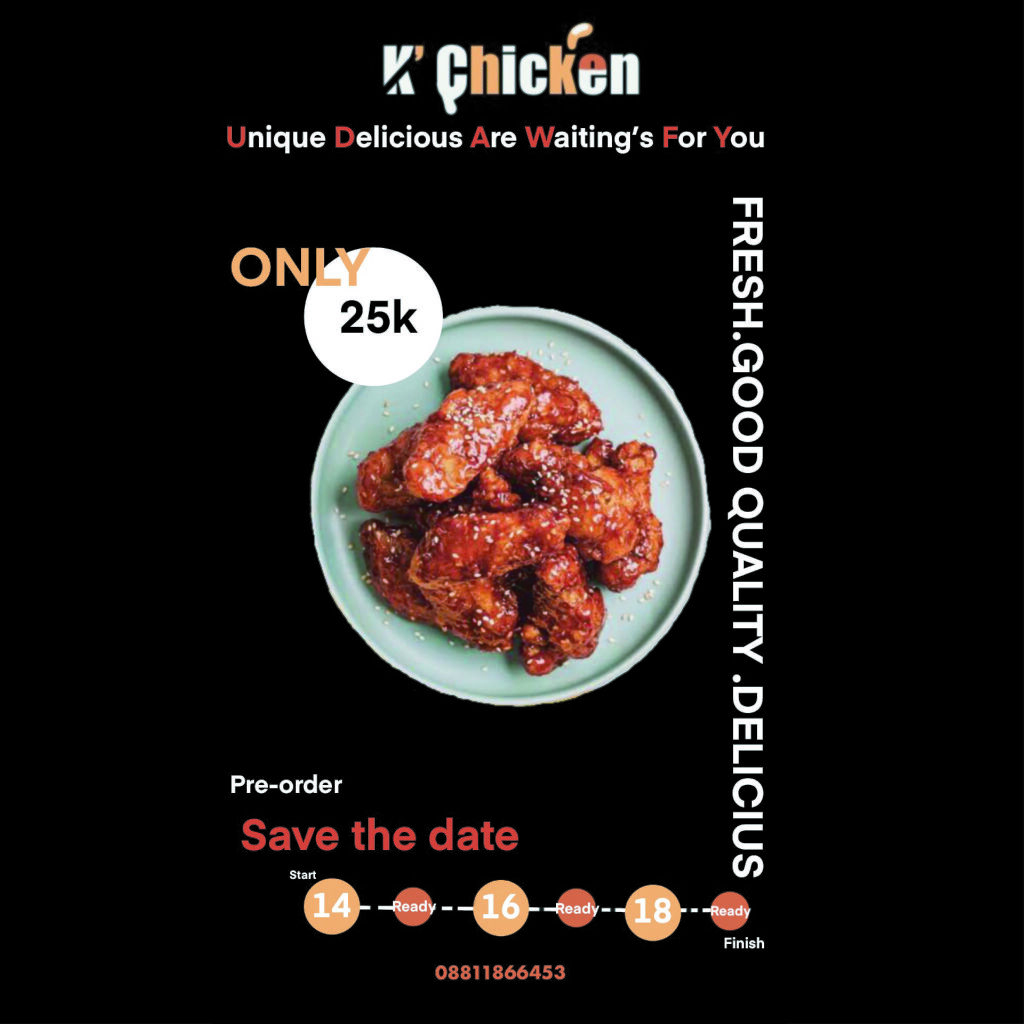 K' Chicken
Unique Delicious Are Waiting's For You
ONLY
25k
FRESH.GOOD QUALITY .DELICIUS
Pre-order
Save the date
Start
14 Ready 16 Ready 18 Ready
Finish
08811866453